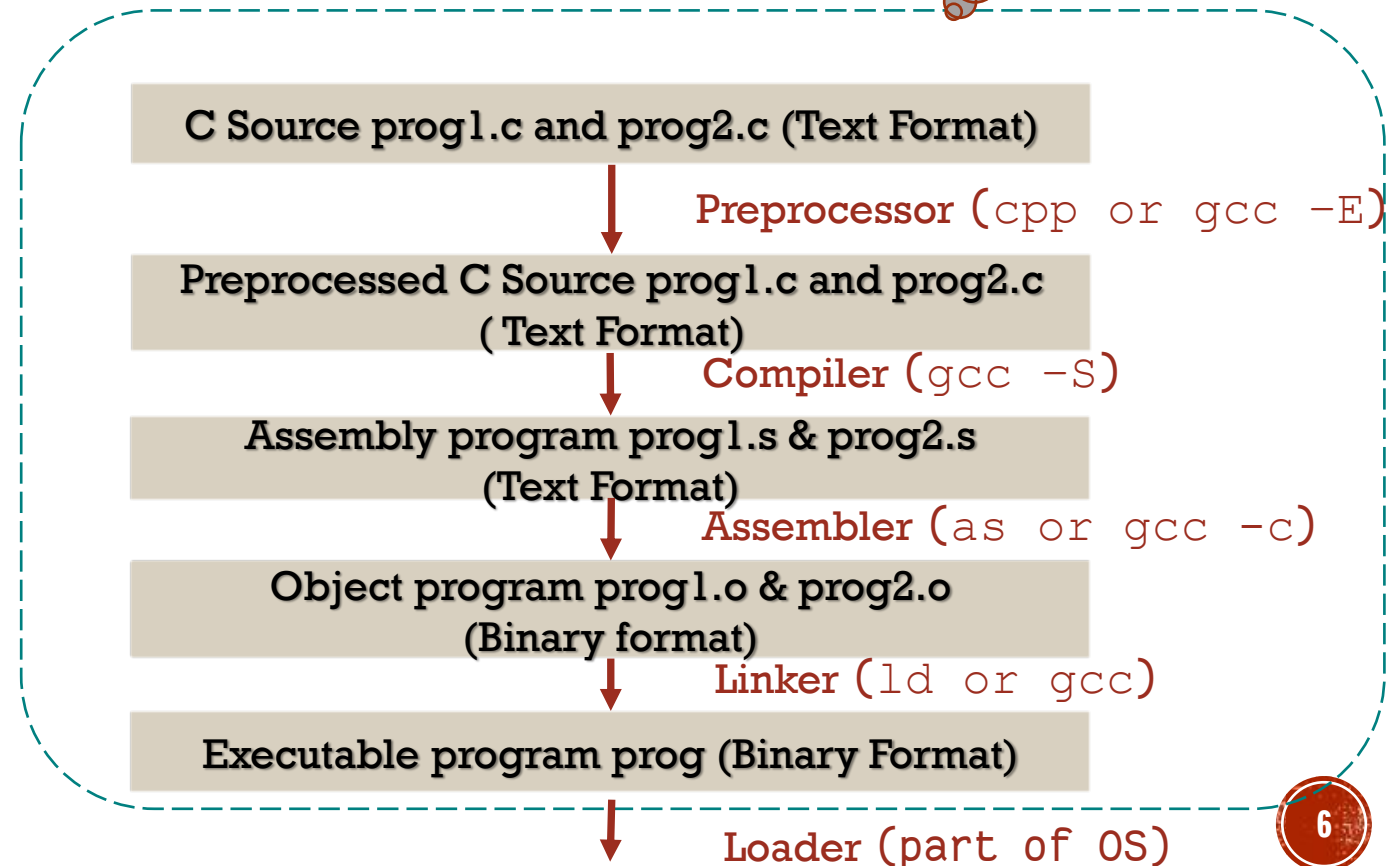 C Source prog1.c and prog2.c (Text Format)
Preprocessor (cpp or gcc –E)
Preprocessed C Source prog1.c and prog2.c
( Text Format)
Compiler (gcc –S)
Assembly program prog1.s & prog2.s
(Text Format)
Assembler (as or gcc -c)
Object program prog1.o & prog2.o
(Binary format)
Linker (ld or gcc)
Executable program prog (Binary Format)
Loader (part of OS)
6